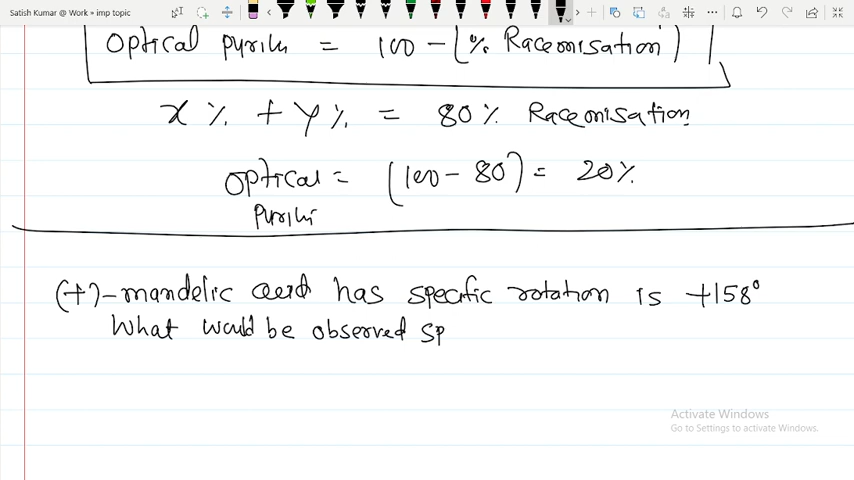 Satish Kumar @ Work » imp topic
Optical purity = 100 - (% Racemisation)
X % + Y % = 80% Racemisation
Optical = (100 - 80) = 20%
purity
(+)-mandelic acid has specific rotation is +158°
What would be observed sp
Activate Windows
Go to Settings to activate Windows.